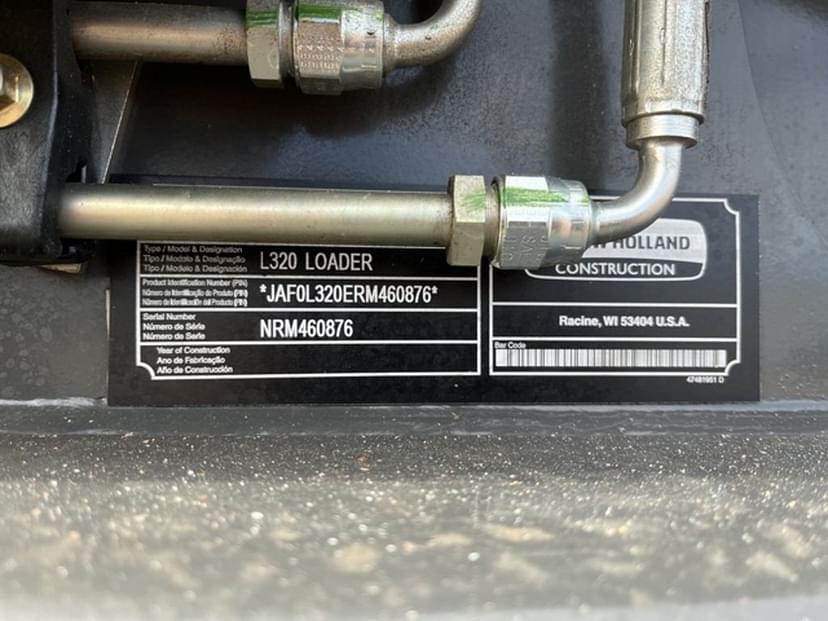 Type / Model & Designation
Tipo / Modelo & Designação
Tipo / Modelo & Designación
L320 LOADER
Product Identification Number (PIN)
Número de Identificação do Produto (PIN)
Número de Identificación del Producto (PIN)
*JAF0L320ERM460876*
Serial Number
Número de Série
Número de Serie
NRM460876
Year of Construction
Ano de Fabricação
Año de Construcción
HOLLAND
CONSTRUCTION
Racine, WI 53404 U.S.A.
Bar Code
47481951 D